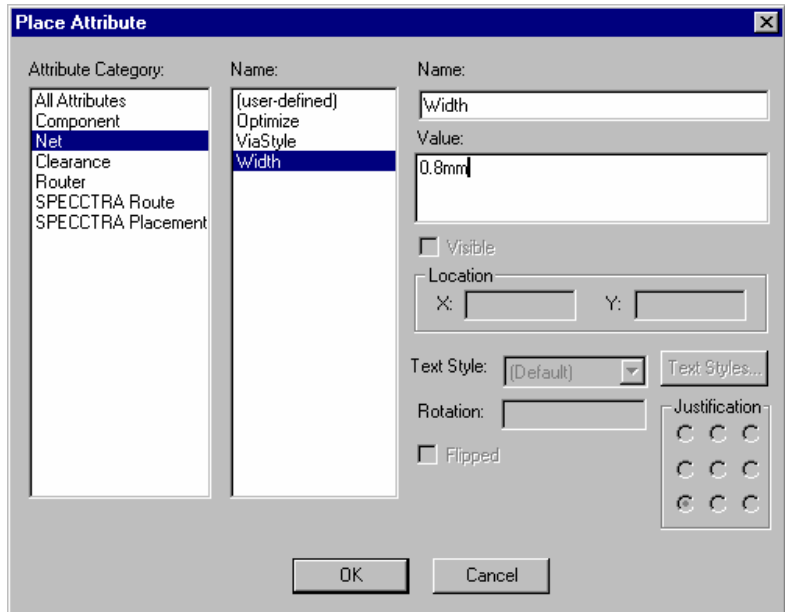 Place Attribute
Attribute Category:
All Attributes
Component
Net
Clearance
Router
SPECCTRA Route
SPECCTRA Placement
Name:
(user-defined)
Optimize
ViaStyle
Width
Name:
Width
Value:
0.8mm
Visible
Location
X:
Y:
Text Style:
(Default)
Text Styles...
Rotation:
Flipped
Justification
OK
Cancel